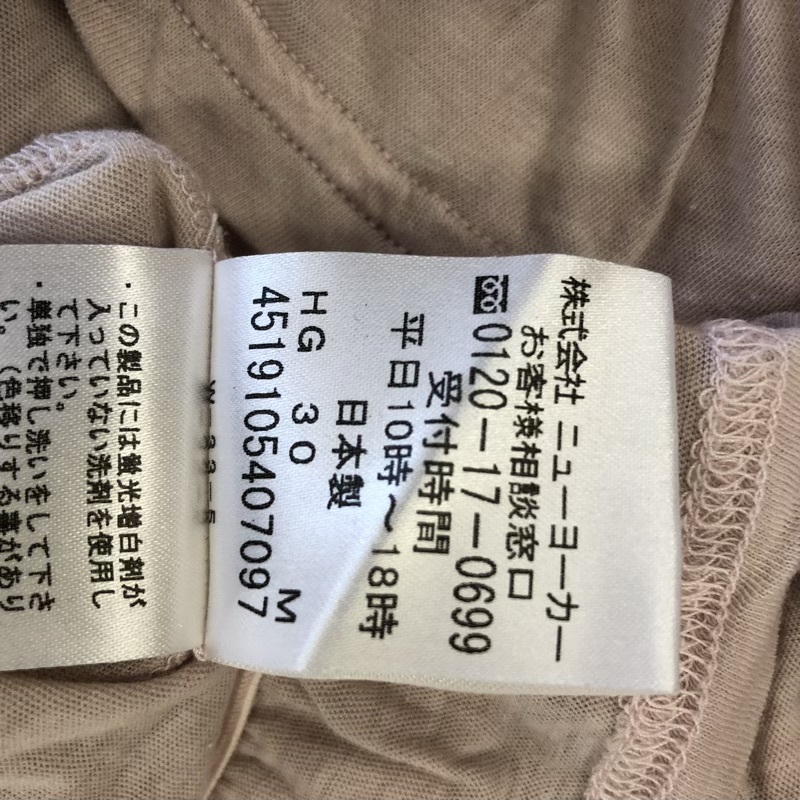 株式会社 ニューヨーカー
お客様相談窓口
0120-17-0699
受付時間
平日10時～18時
日本製
HG 30 M
4519105407097
・この製品には蛍光増白剤が
入っていない洗剤を使用し
て下さい。
・単独で押し洗いをして下さ
い。（色移りする事があり